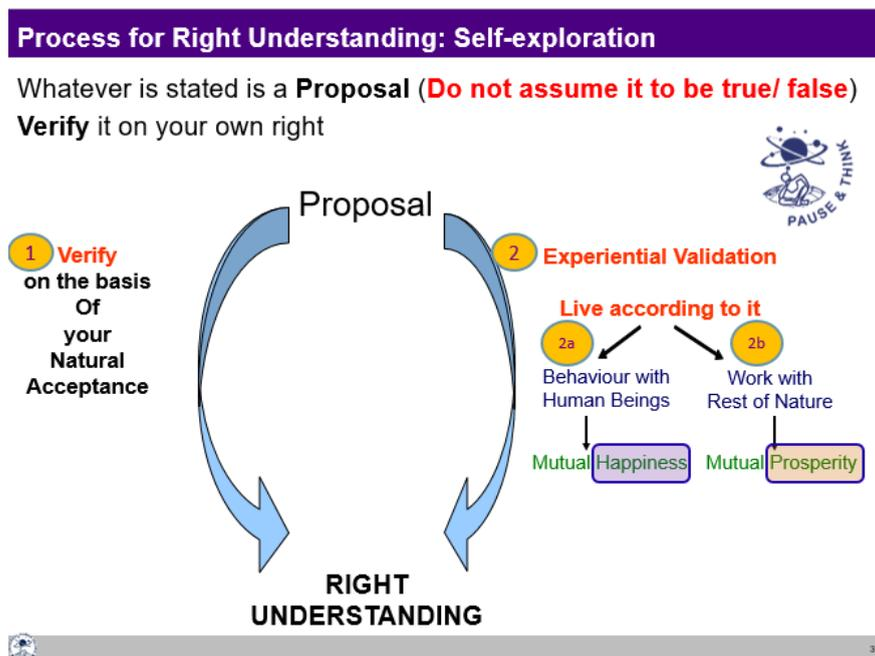 Process for Right Understanding: Self-exploration
Whatever is stated is a Proposal (Do not assume it to be true/ false)
Verify it on your own right
PAUSE & THINK
Proposal
1 Verify
on the basis
Of
your
Natural
Acceptance
2 Experiential Validation
Live according to it
2a
2b
Behaviour with
Human Beings
Work with
Rest of Nature
Mutual Happiness
Mutual Prosperity
RIGHT
UNDERSTANDING
3